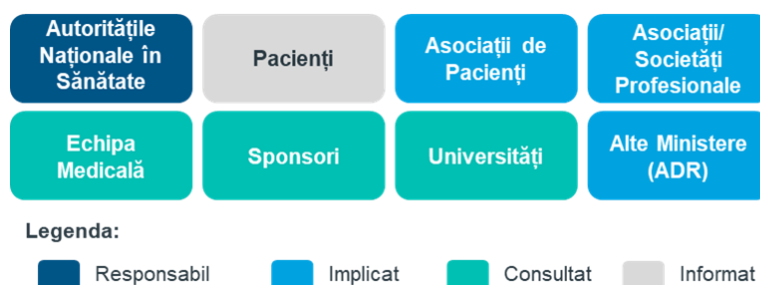 Autoritățile
Naționale în
Sănătate
Pacienți
Asociații de
Pacienți
Asociații/
Societăți
Profesionale
Echipa
Medicală
Sponsori
Universități
Alte Ministere
(ADR)
Legenda:
Responsabil
Implicat
Consultat
Informat